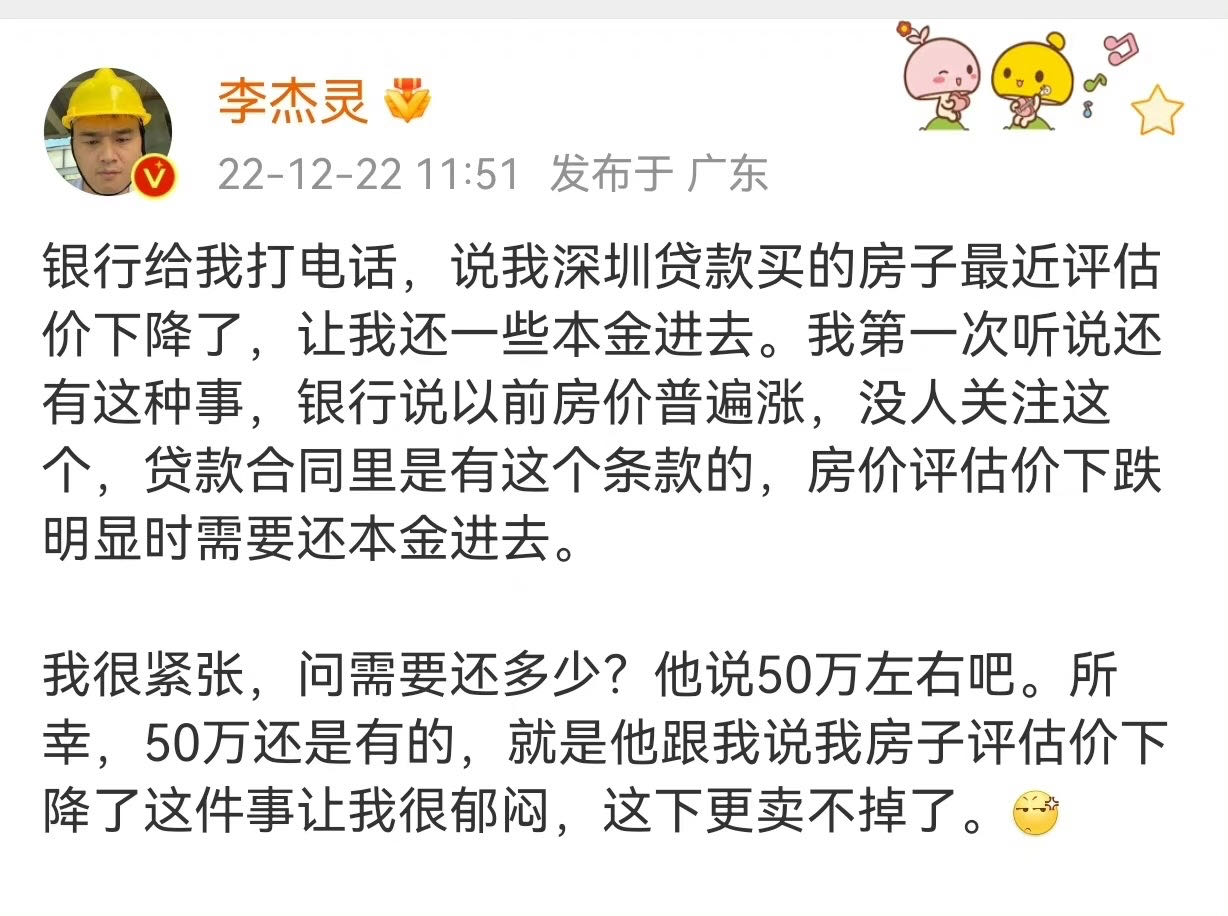 李杰灵
22-12-22 11:51 发布于 广东
银行给我打电话，说我深圳贷款买的房子最近评估
价下降了，让我还一些本金进去。我第一次听说还
有这种事，银行说以前房价普遍涨，没人关注这
个，贷款合同里是有这个条款的，房价评估价下跌
明显时需要还本金进去。
我很紧张，问需要还多少？他说50万左右吧。所
幸，50万还是有的，就是他跟我说我房子评估价下
降了这件事让我很郁闷，这下更卖不掉了。